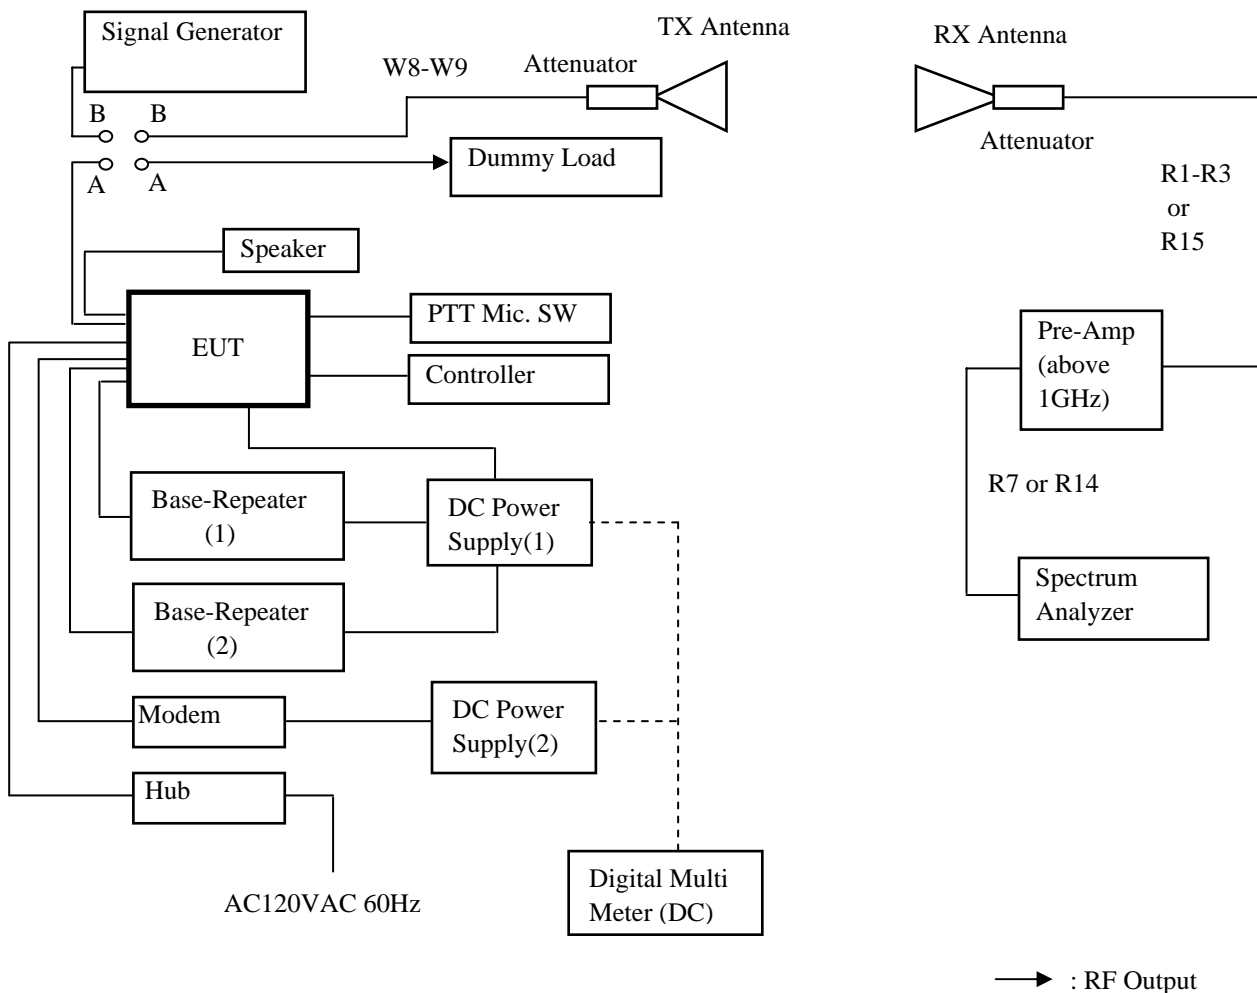 Signal Generator
TX Antenna
RX Antenna
W8-W9
Attenuator
B
B
Attenuator
A
A
Dummy Load
R1-R3
or
R15
Speaker
EUT
PTT Mic. SW
Controller
Pre-Amp
(above
1GHz)
Base-Repeater
(1)
DC Power
Supply(1)
R7 or R14
Base-Repeater
(2)
Spectrum
Analyzer
Modem
DC Power
Supply(2)
Hub
AC120VAC 60Hz
Digital Multi
Meter (DC)
: RF Output